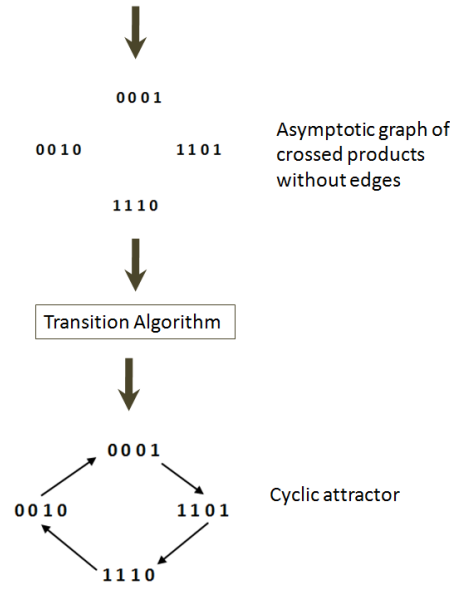 0 0 0 1
0 0 1 0
1 1 0 1
1 1 1 0
Asymptotic graph of
crossed products
without edges
Transition Algorithm
0 0 0 1
0 0 1 0
1 1 0 1
1 1 1 0
Cyclic attractor